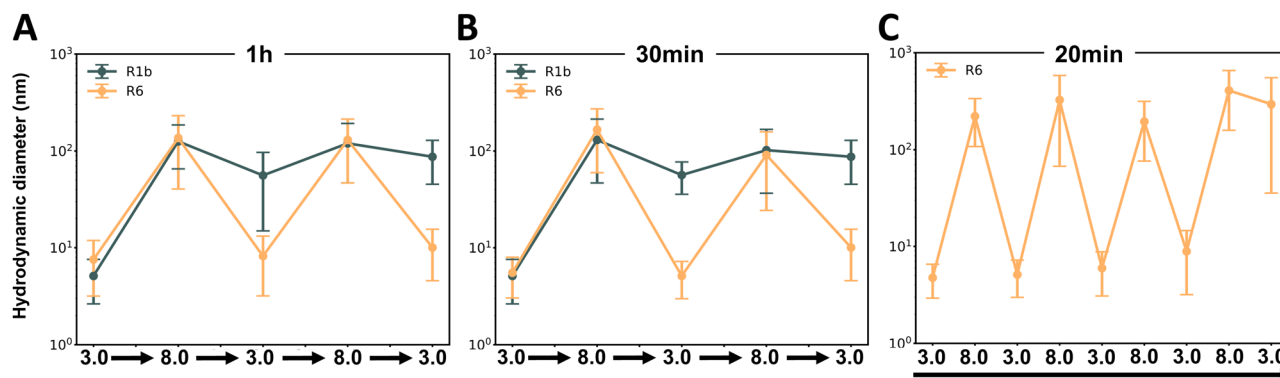 A
1h
B
30min
C
20min
Hydrodynamic diameter (nm)
10³
10²
10¹
10⁰
R1b
R6
3.0 → 8.0 → 3.0 → 8.0 → 3.0
10³
10²
10¹
10⁰
R1b
R6
3.0 → 8.0 → 3.0 → 8.0 → 3.0
10³
10²
10¹
10⁰
R6
3.0 8.0 3.0 8.0 3.0 8.0 3.0 8.0 3.0